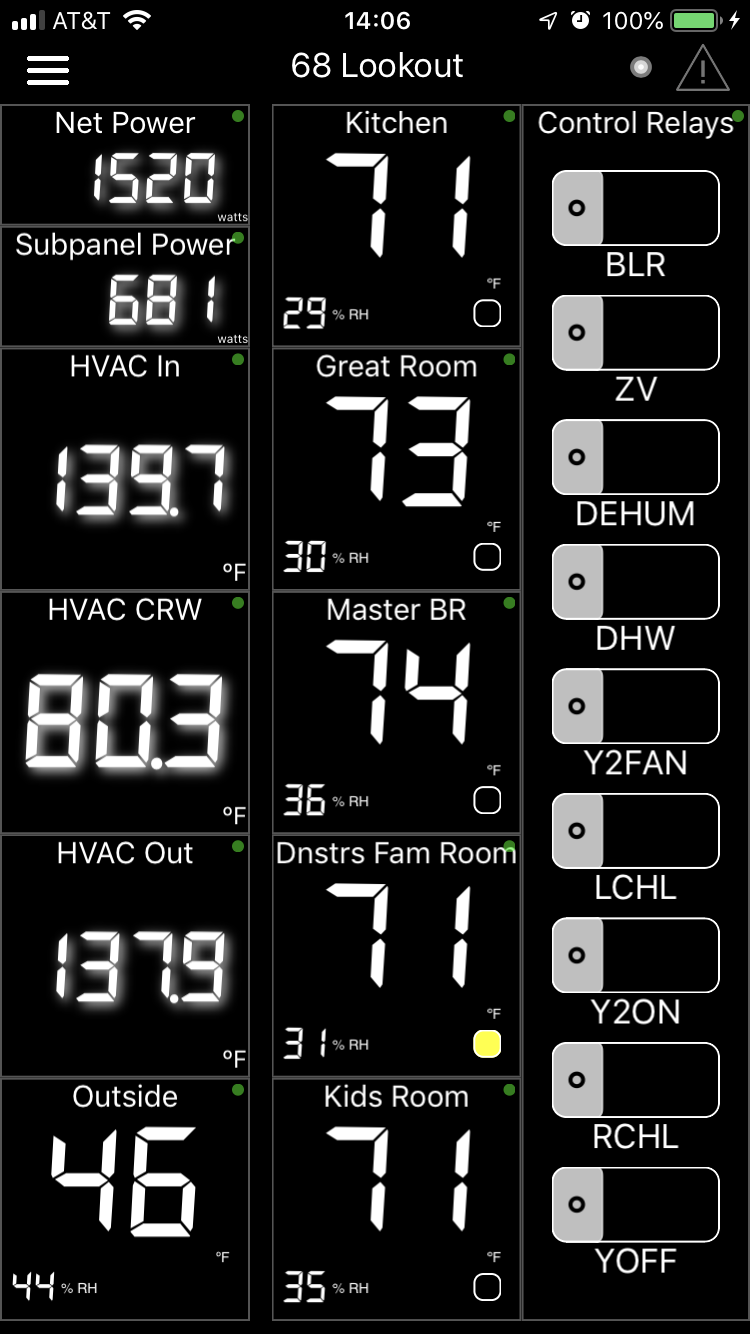 AT&T 14:06 100%
68 Lookout
Net Power
1520
watts
Subpanel Power
681
watts
HVAC In
139.7
°F
HVAC CRW
80.3
°F
HVAC Out
137.9
°F
Outside
46
°F
44 % RH
Kitchen
71
°F
29 % RH
Great Room
73
°F
30 % RH
Master BR
74
°F
36 % RH
Dnstrs Fam Room
71
°F
31 % RH
Kids Room
71
°F
35 % RH
Control Relays
BLR
ZV
DEHUM
DHW
Y2FAN
LCHL
Y2ON
RCHL
YOFF